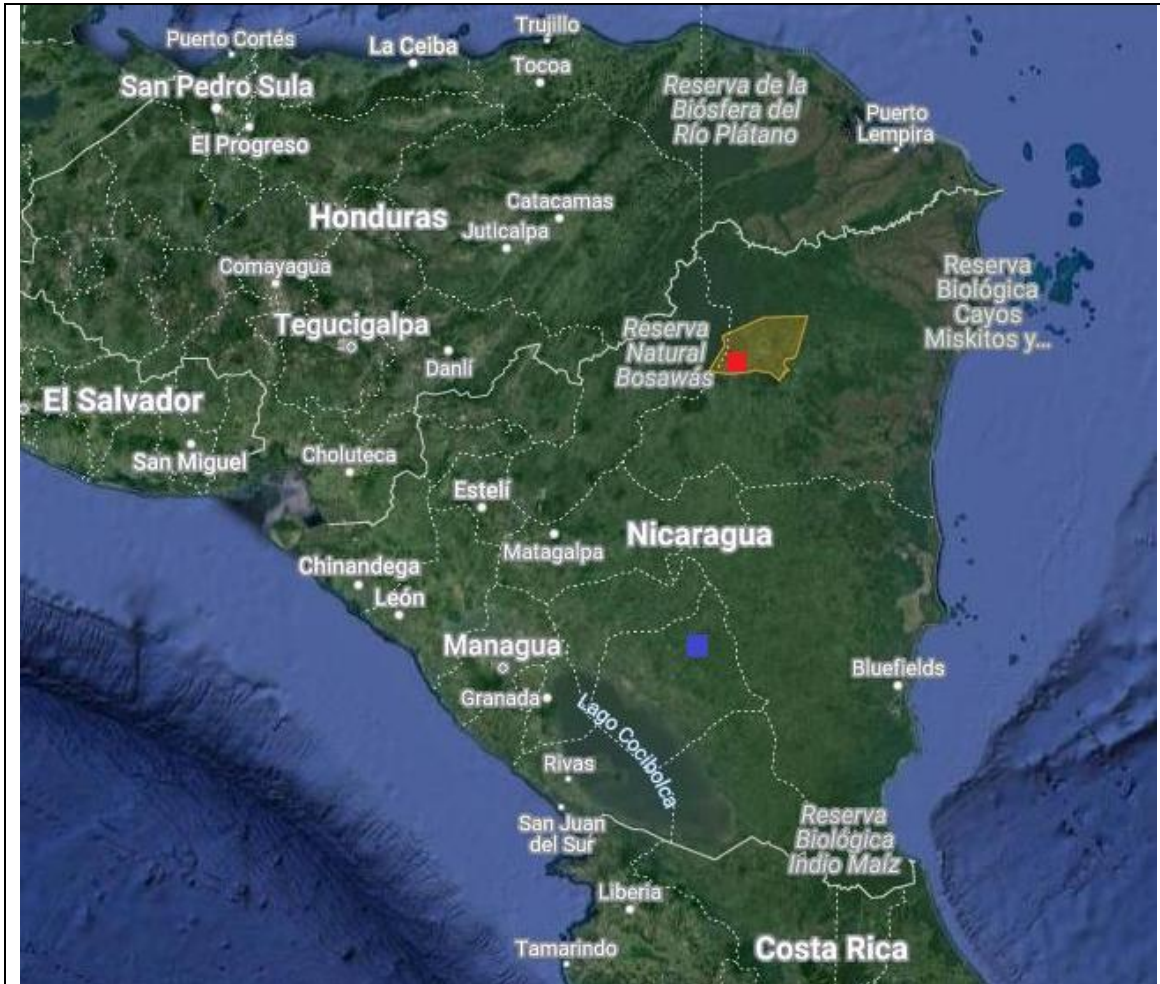 Trujillo
Puerto Cortés
La Ceiba
Tocoa
San Pedro Sula
Reserva de la
Biósfera del
Río Plátano
Puerto
Lempira
El Progreso
Catacamas
Honduras
Juticalpa
Comayagua
Reserva
Biológica
Cayos
Miskitos y...
Tegucigalpa
Reserva
Natural
Bosawás
Danlí
El Salvador
San Miguel
Choluteca
Estelí
Nicaragua
Matagalpa
Chinandega
León
Managua
Bluefields
Granada
Lago Cocibolca
Rivas
San Juan
del Sur
Reserva
Biológica
Indio Maíz
Liberia
Tamarindo
Costa Rica